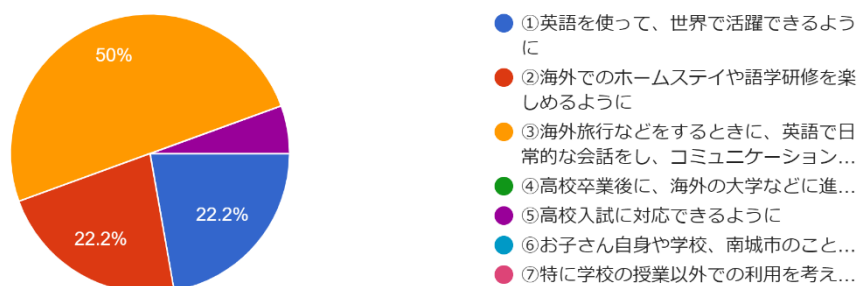 50%
22.2%
22.2%
①英語を使って、世界で活躍できるよう
に
②海外でのホームステイや語学研修を楽
しめるように
③海外旅行などをするときに、英語で日
常的な会話をし、コミュニケーション…
④高校卒業後に、海外の大学などに進…
⑤高校入試に対応できるように
⑥お子さん自身や学校、南城市のこと…
⑦特に学校の授業以外での利用を考え…